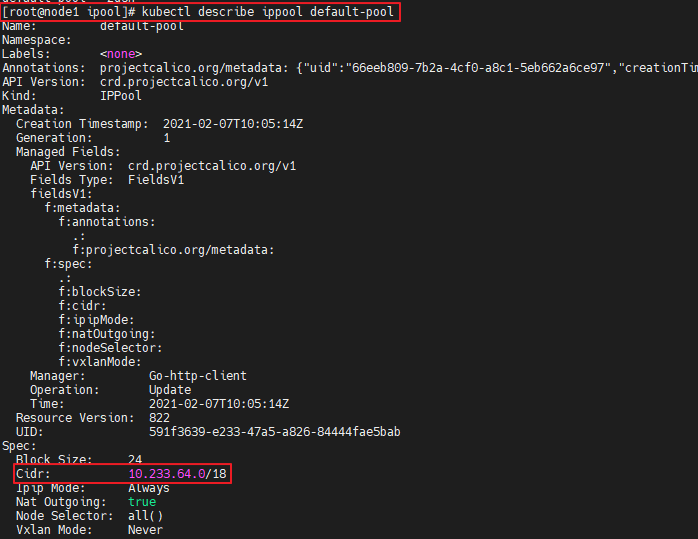 [root@node1 ipool]# kubectl describe ippool default-pool
Name:         default-pool
Namespace:
Labels:       <none>
Annotations:  projectcalico.org/metadata: {"uid":"66eeb809-7b2a-4cf0-a8c1-5eb662a6ce97","creationTi
API Version:  crd.projectcalico.org/v1
Kind:         IPPool
Metadata:
  Creation Timestamp:  2021-02-07T10:05:14Z
  Generation:          1
  Managed Fields:
    API Version:  crd.projectcalico.org/v1
    Fields Type:  FieldsV1
    fieldsV1:
      f:metadata:
        f:annotations:
          .:
          f:projectcalico.org/metadata:
      f:spec:
        .:
        f:blockSize:
        f:cidr:
        f:ipipMode:
        f:natOutgoing:
        f:nodeSelector:
        f:vxlanMode:
    Manager:         Go-http-client
    Operation:       Update
    Time:            2021-02-07T10:05:14Z
  Resource Version:  822
  UID:               591f3639-e233-47a5-a826-84444fae5bab
Spec:
  Block Size:     24
  Cidr:           10.233.64.0/18
  Ipip Mode:      Always
  Nat Outgoing:   true
  Node Selector:  all()
  Vxlan Mode:     Never